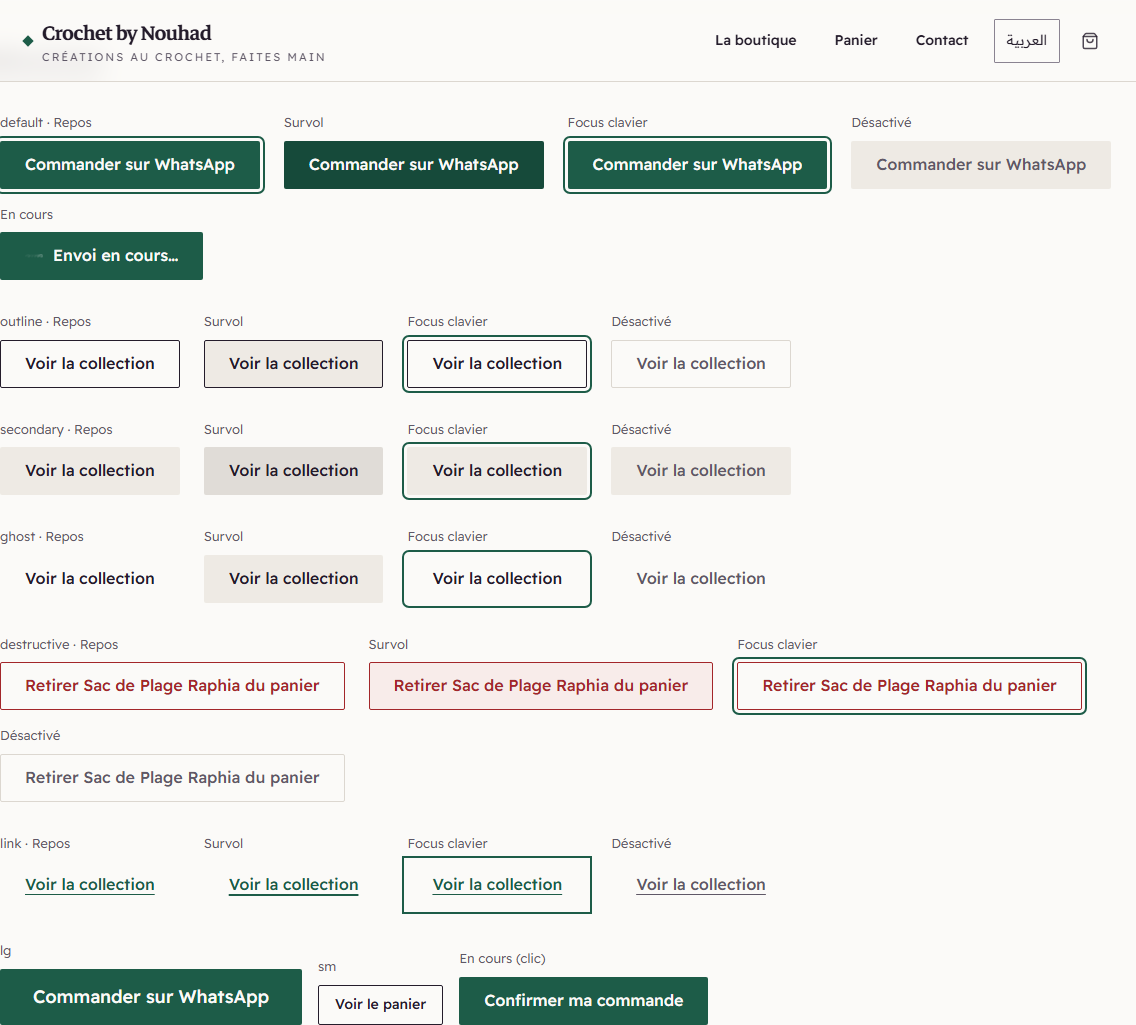 Crochet by Nouhad
CRÉATIONS AU CROCHET, FAITES MAIN
La boutique
Panier
Contact
العربية
default · Repos
Survol
Focus clavier
Désactivé
Commander sur WhatsApp
Commander sur WhatsApp
Commander sur WhatsApp
Commander sur WhatsApp
En cours
Envoi en cours…
outline · Repos
Survol
Focus clavier
Désactivé
Voir la collection
Voir la collection
Voir la collection
Voir la collection
secondary · Repos
Survol
Focus clavier
Désactivé
Voir la collection
Voir la collection
Voir la collection
Voir la collection
ghost · Repos
Survol
Focus clavier
Désactivé
Voir la collection
Voir la collection
Voir la collection
Voir la collection
destructive · Repos
Survol
Focus clavier
Retirer Sac de Plage Raphia du panier
Retirer Sac de Plage Raphia du panier
Retirer Sac de Plage Raphia du panier
Désactivé
Retirer Sac de Plage Raphia du panier
link · Repos
Survol
Focus clavier
Désactivé
Voir la collection
Voir la collection
Voir la collection
Voir la collection
lg
sm
En cours (clic)
Commander sur WhatsApp
Voir le panier
Confirmer ma commande